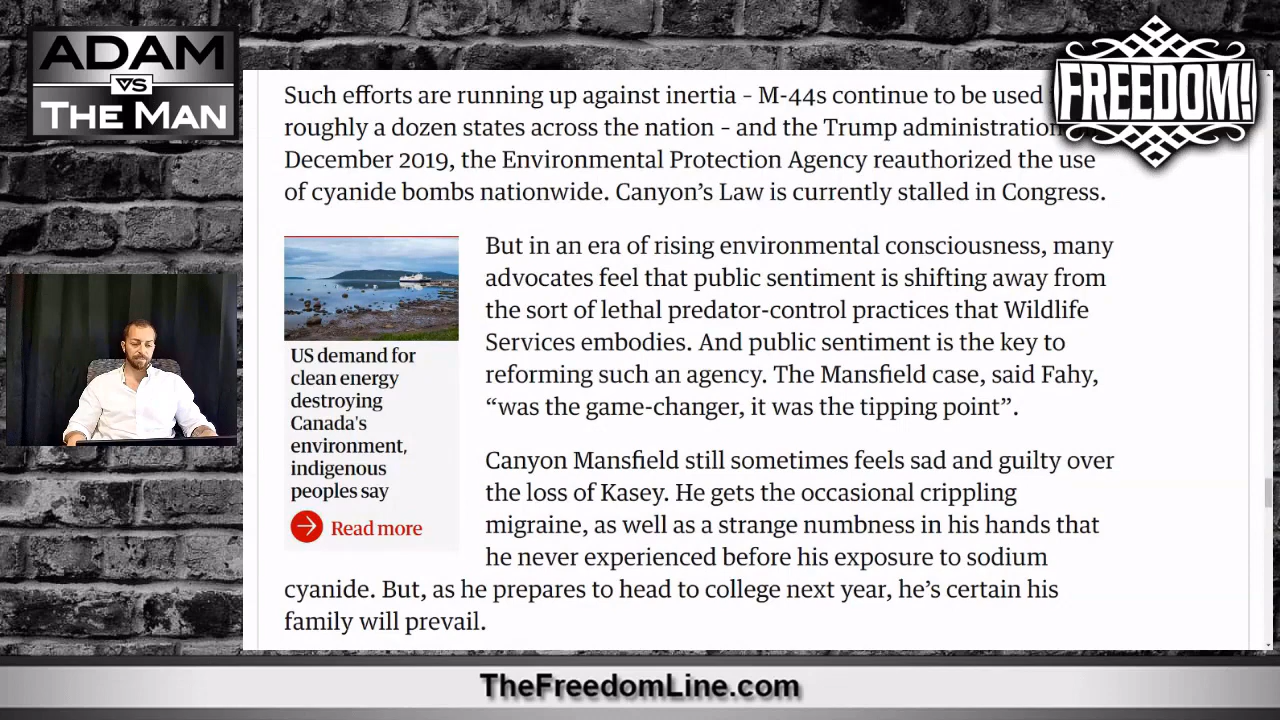 ADAM
VS
THE MAN
FREEDOM!
Such efforts are running up against inertia – M-44s continue to be used
roughly a dozen states across the nation – and the Trump administration
December 2019, the Environmental Protection Agency reauthorized the use
of cyanide bombs nationwide. Canyon’s Law is currently stalled in Congress.
US demand for
clean energy
destroying
Canada's
environment,
indigenous
peoples say
Read more
But in an era of rising environmental consciousness, many
advocates feel that public sentiment is shifting away from
the sort of lethal predator-control practices that Wildlife
Services embodies. And public sentiment is the key to
reforming such an agency. The Mansfield case, said Fahy,
“was the game-changer, it was the tipping point”.
Canyon Mansfield still sometimes feels sad and guilty over
the loss of Kasey. He gets the occasional crippling
migraine, as well as a strange numbness in his hands that
he never experienced before his exposure to sodium
cyanide. But, as he prepares to head to college next year, he’s certain his
family will prevail.
TheFreedomLine.com